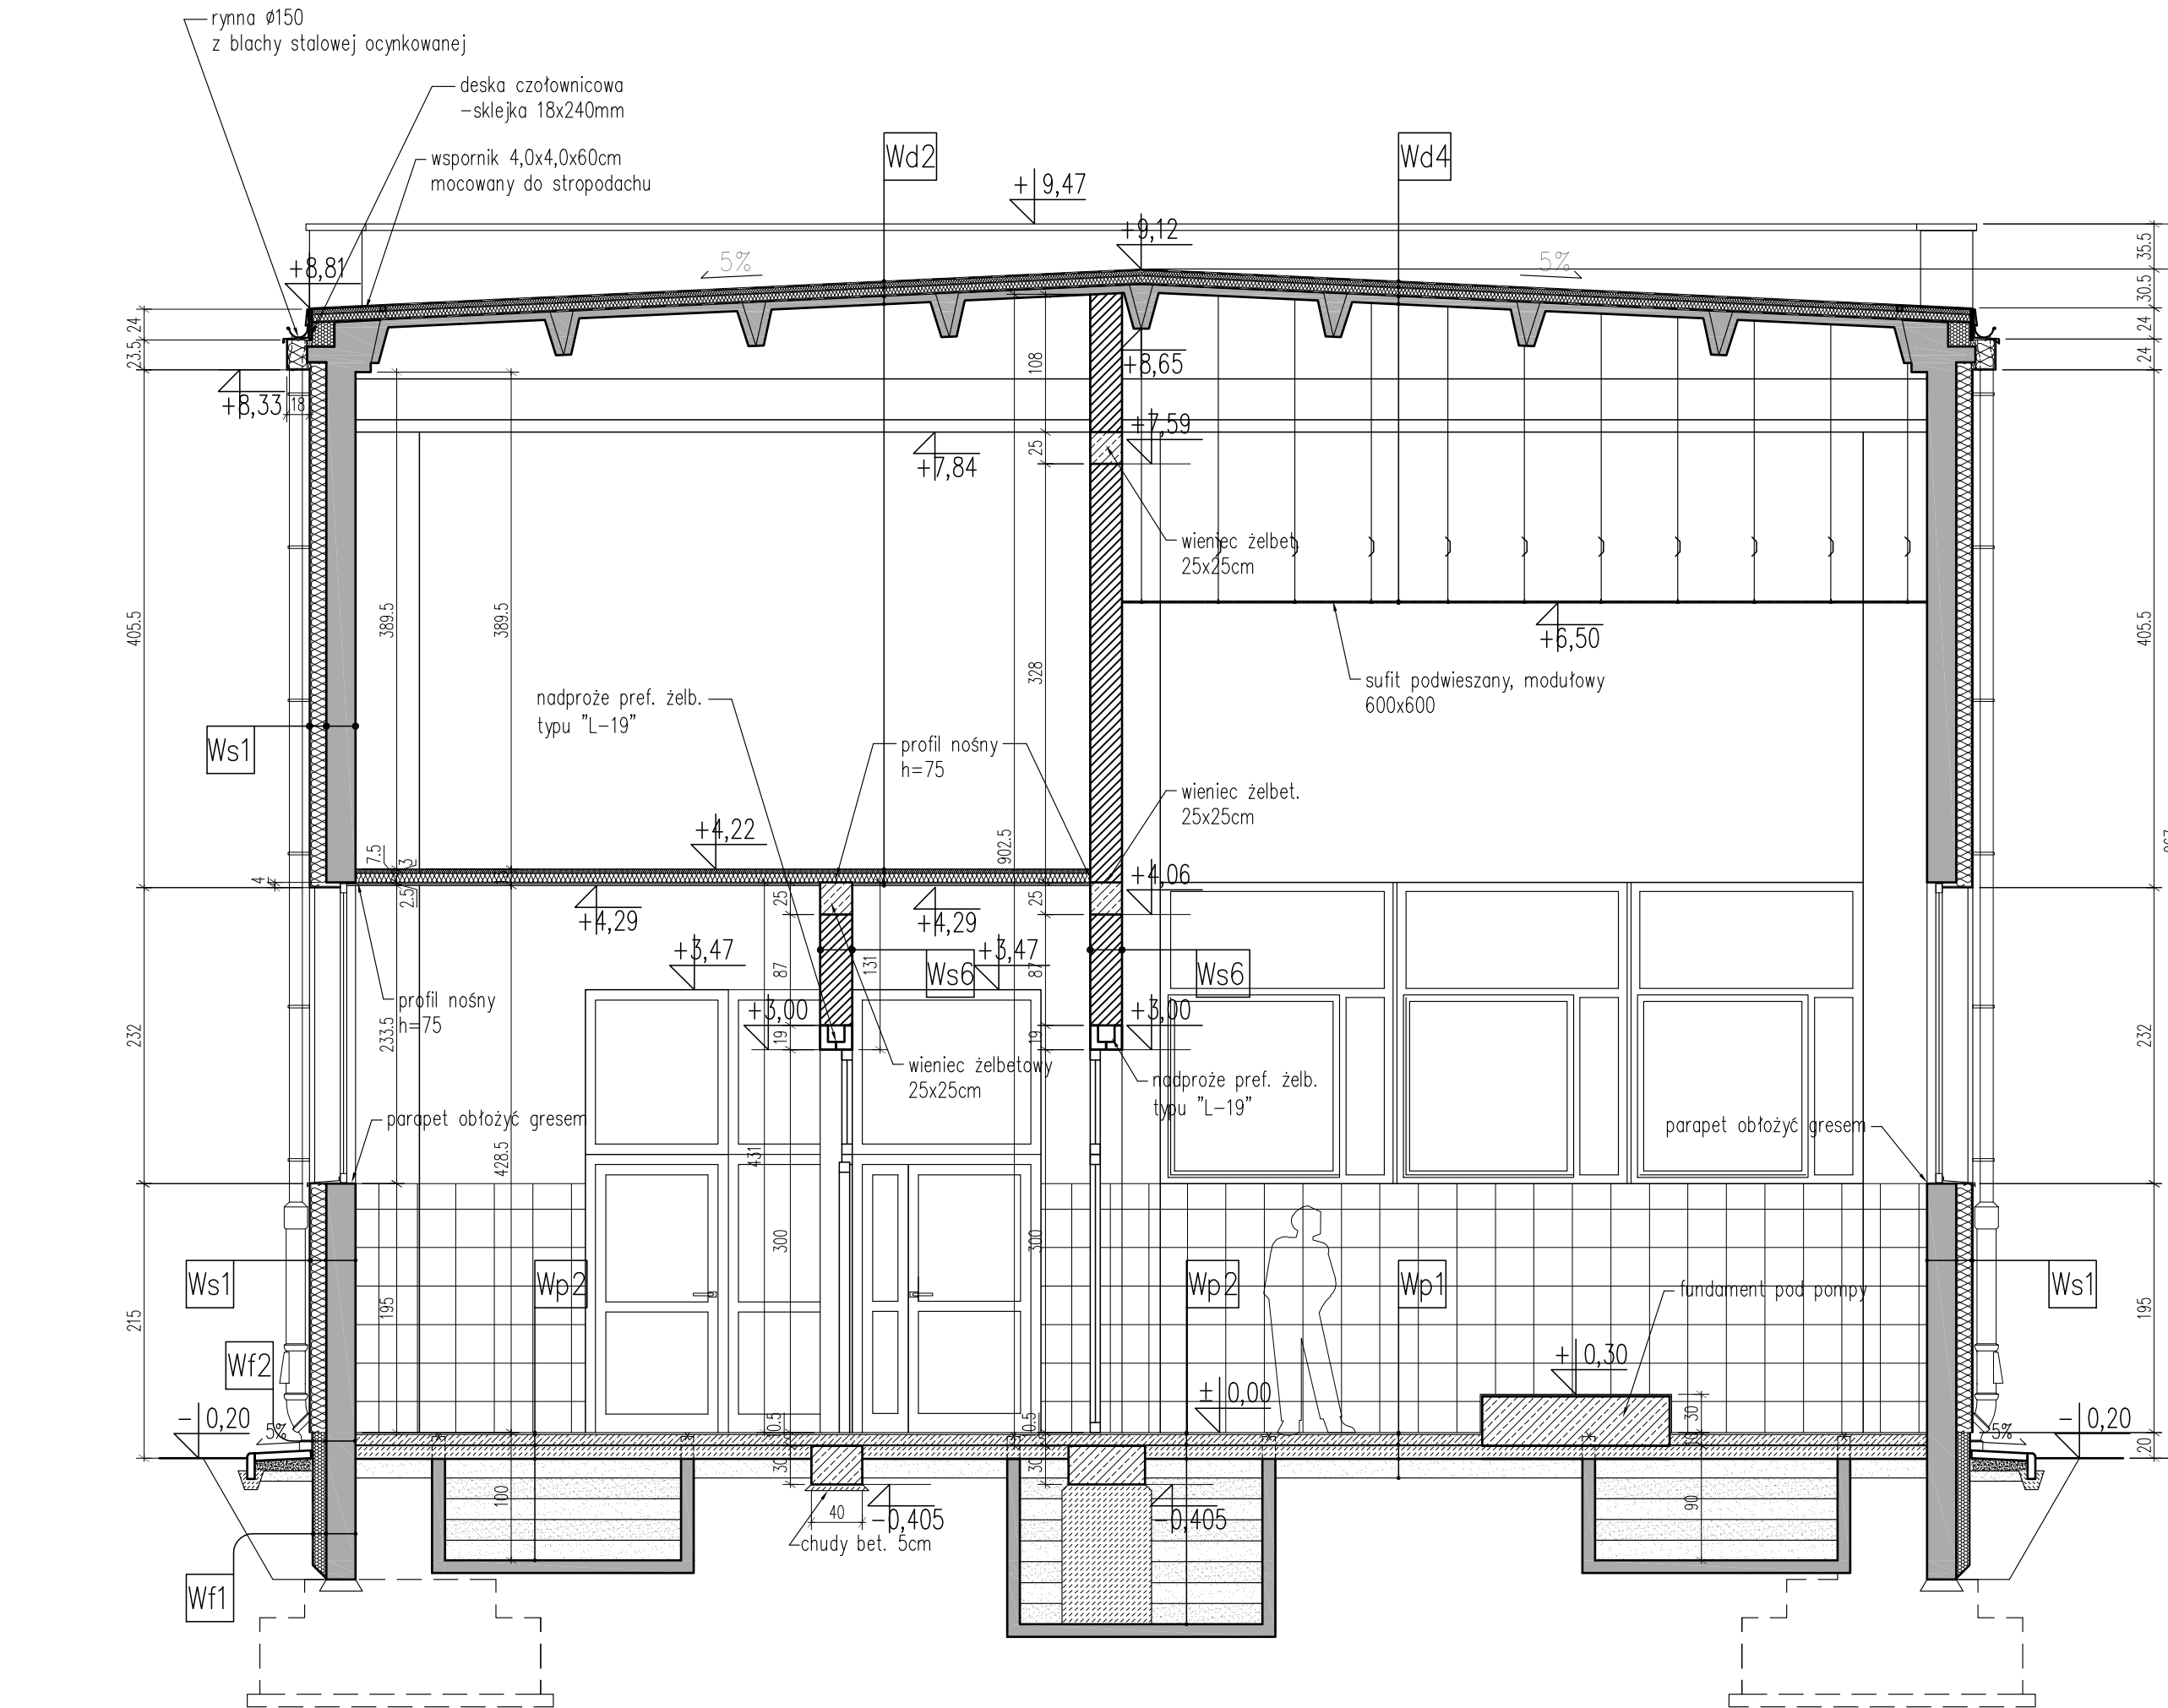 rynna ø150
z blachy stalowej ocynkowanej
deska czołownicowa
-sklejka 18x240mm
wspornik 4,0x4,0x60cm
mocowany do stropodachu
Wd2
Wd4
+9,47
+9,12
+8,81
5%
5%
35.5
30.5
24
24
24
23.5
+8,33
18
108
+8,65
+7,59
25
+7,84
wieniec żelbet.
25x25cm
405.5
389.5
389.5
328
405.5
+6,50
sufit podwieszany, modułowy
600x600
nadproże pref. żelb.
typu "L-19"
Ws1
profil nośny
h=75
wieniec żelbet.
25x25cm
+4,22
902.5
7.5
3
4
2.5
+4,06
25
25
+4,29
+4,29
+3,47
+3,47
87
131
87
Ws6
Ws6
profil nośny
h=75
+3,00
+3,00
19
19
232
233.5
232
wieniec żelbetowy
25x25cm
nadproże pref. żelb.
typu "L-19"
parapet obłożyć gresem
parapet obłożyć gresem
428.5
431
300
300
Ws1
Wp2
Wp2
Wp1
Ws1
fundament pod pompy
215
195
195
Wf2
+0,30
±0,00
-0,20
-0,20
5%
5%
10.5
10.5
30
10
20
30
30
100
90
40
-0,405
-0,405
chudy bet. 5cm
Wf1